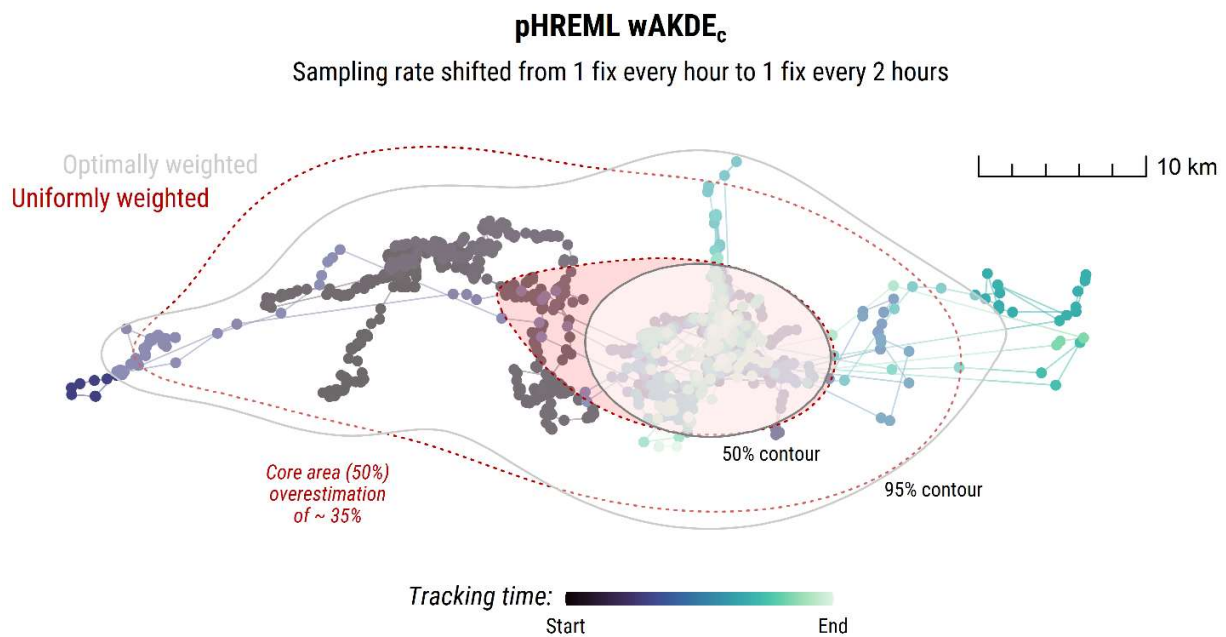 pHREML wAKDEc
Sampling rate shifted from 1 fix every hour to 1 fix every 2 hours
Optimally weighted
Uniformly weighted
10 km
50% contour
95% contour
Core area (50%)
overestimation
of ~ 35%
Tracking time:
Start
End